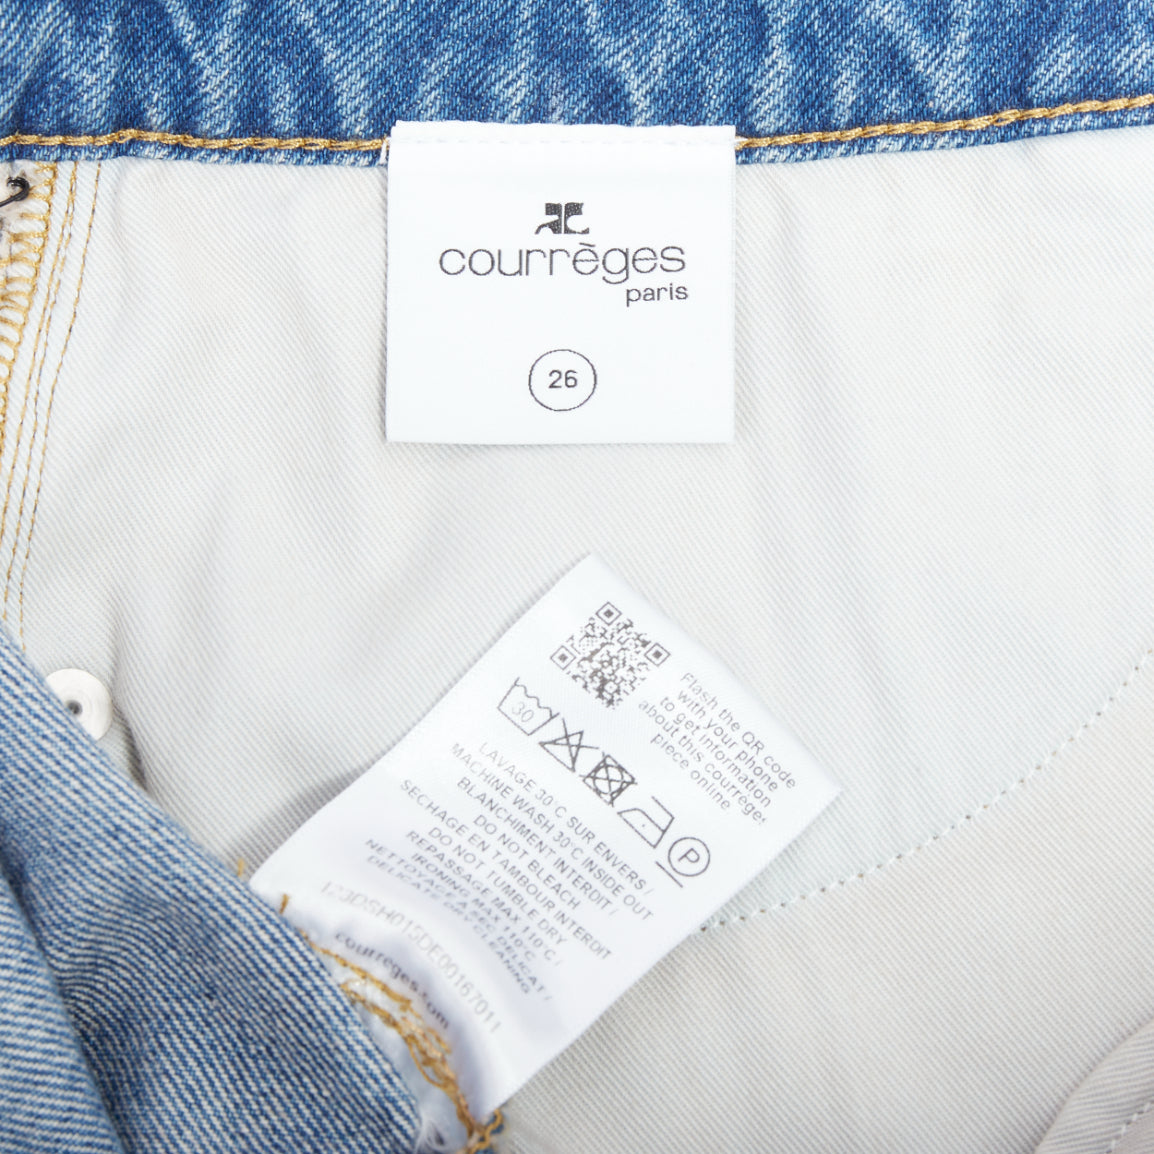 courrèges
paris
26
Flash the QR code
with your phone
to get information
about this courrèges
piece online
30
P
LAVAGE 30°C SUR ENVERS /
MACHINE WASH 30°C INSIDE OUT
BLANCHIMENT INTERDIT /
DO NOT BLEACH
SECHAGE EN TAMBOUR INTERDIT
DO NOT TUMBLE DRY
REPASSAGE MAX 110°C /
IRONING MAX 110°C
NETTOYAGE A SEC DELICAT /
DELICATE DRY CLEANING
123DSH015DE00167011
courreges.com